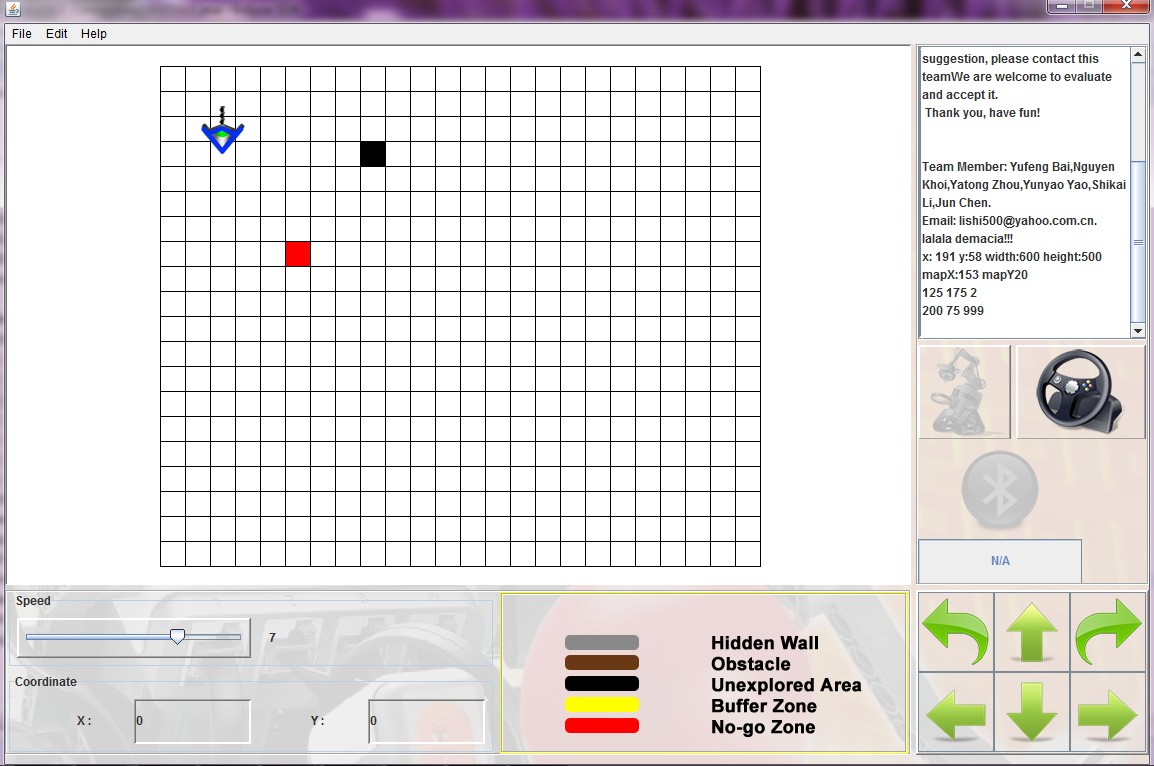 File Edit Help
suggestion, please contact this
teamWe are welcome to evaluate
and accept it.
Thank you, have fun!
Team Member: Yufeng Bai,Nguyen
Khoi,Yatong Zhou,Yunyao Yao,Shikai
Li,Jun Chen.
Email: lishi500@yahoo.com.cn.
lalala demacia!!!
x: 191 y:58 width:600 height:500
mapX:153 mapY20
125 175 2
200 75 999
N/A
Speed
7
Coordinate
X: 0 Y: 0
Hidden Wall
Obstacle
Unexplored Area
Buffer Zone
No-go Zone